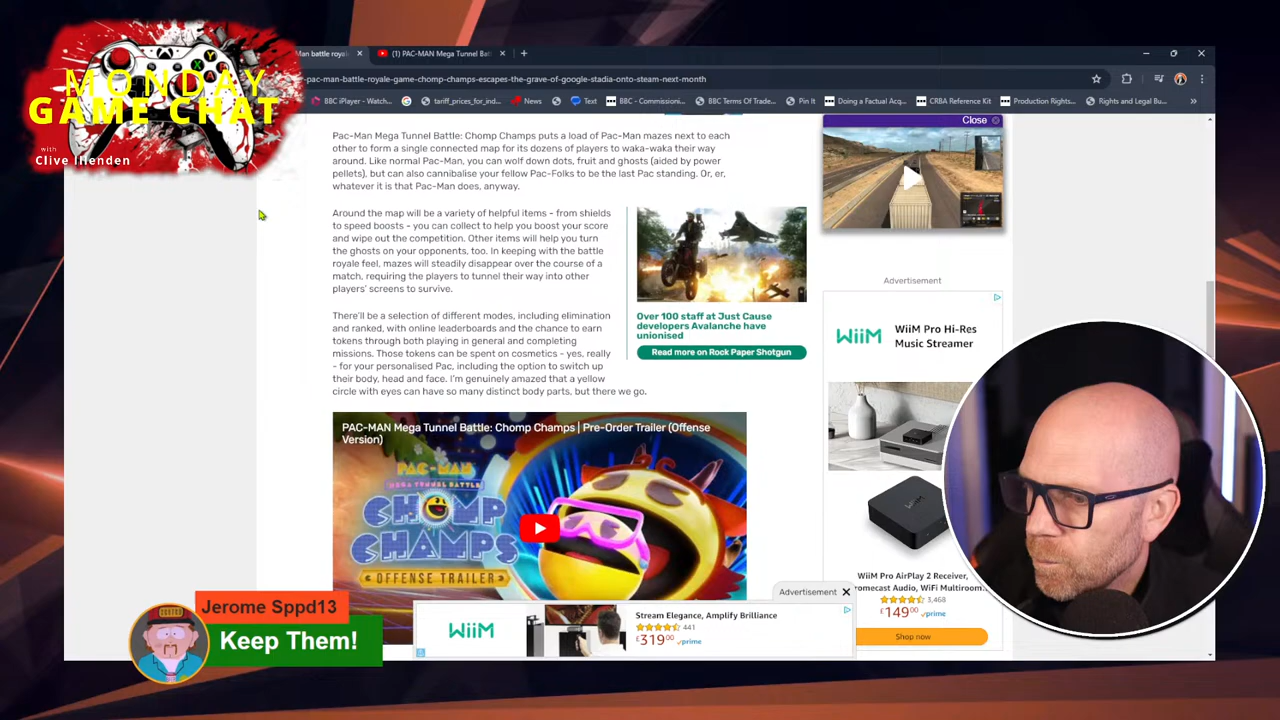 MONDAY
GAME CHAT
with
Clive Illenden
Man battle royal
(1) PAC-MAN Mega Tunnel Bat
-pac-man-battle-royale-game-chomp-champs-escapes-the-grave-of-google-stadia-onto-steam-next-month
BBC iPlayer - Watch...
tariff_prices_for_ind...
News
Text
BBC - Commissioni...
BBC Terms Of Trade...
Pin It
Doing a Factual Acq...
CRBA Reference Kit
Production Rights...
Rights and Legal Bu...
Pac-Man Mega Tunnel Battle: Chomp Champs puts a load of Pac-Man mazes next to each
other to form a single connected map for its dozens of players to waka-waka their way
around. Like normal Pac-Man, you can wolf down dots, fruit and ghosts (aided by power
pellets), but can also cannibalise your fellow Pac-Folks to be the last Pac standing. Or, er,
whatever it is that Pac-Man does, anyway.
Around the map will be a variety of helpful items - from shields
to speed boosts - you can collect to help you boost your score
and wipe out the competition. Other items will help you turn
the ghosts on your opponents, too. In keeping with the battle
royale feel, mazes will steadily disappear over the course of a
match, requiring the players to tunnel their way into other
players' screens to survive.
There'll be a selection of different modes, including elimination
and ranked, with online leaderboards and the chance to earn
tokens through both playing in general and completing
missions. Those tokens can be spent on cosmetics - yes, really
- for your personalised Pac, including the option to switch up
their body, head and face. I'm genuinely amazed that a yellow
circle with eyes can have so many distinct body parts, but there we go.
Over 100 staff at Just Cause
developers Avalanche have
unionised
Read more on Rock Paper Shotgun
Close
Advertisement
WiiM
WiiM Pro Hi-Res
Music Streamer
WiiM Pro AirPlay 2 Receiver,
romecast Audio, WiFi Multiroom...
3,468
£149.00 prime
Shop now
PAC-MAN Mega Tunnel Battle: Chomp Champs | Pre-Order Trailer (Offense
Version)
PAC-MAN
MEGA TUNNEL BATTLE
CHOMP
CHAMPS
OFFENSE TRAILER
Advertisement
WiiM
Stream Elegance, Amplify Brilliance
441
£319.00 prime
Jerome Sppd13
Keep Them!